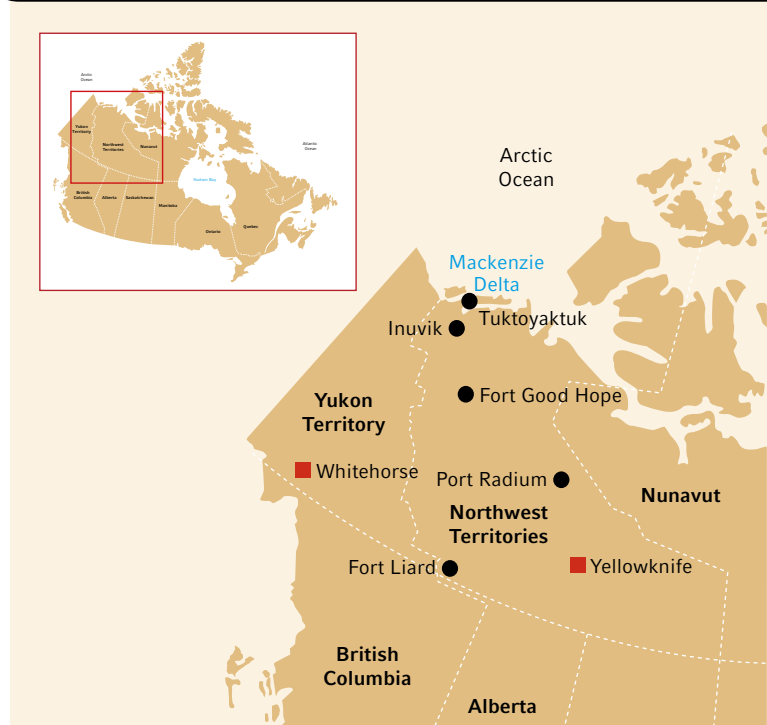 Arctic
Ocean
Atlantic
Ocean
Yukon
Territory
Northwest
Territories
Nunavut
Hudson Bay
British
Columbia
Alberta
Saskatchewan
Manitoba
Ontario
Quebec
Arctic
Ocean
Mackenzie
Delta
Tuktoyaktuk
Inuvik
Fort Good Hope
Yukon
Territory
Whitehorse
Port Radium
Nunavut
Northwest
Territories
Fort Liard
Yellowknife
British
Columbia
Alberta